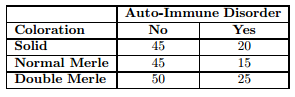 Auto-Immune Disorder
Coloration No Yes
Solid 45 20
Normal Merle 45 15
Double Merle 50 25